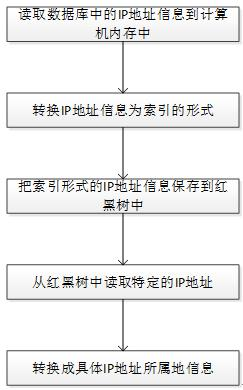 读取数据库中的IP地址信息到计算
机内存中
转换IP地址信息为索引的形式
把索引形式的IP地址信息保存到红
黑树中
从红黑树中读取特定的IP地址
转换成具体IP地址所属地信息